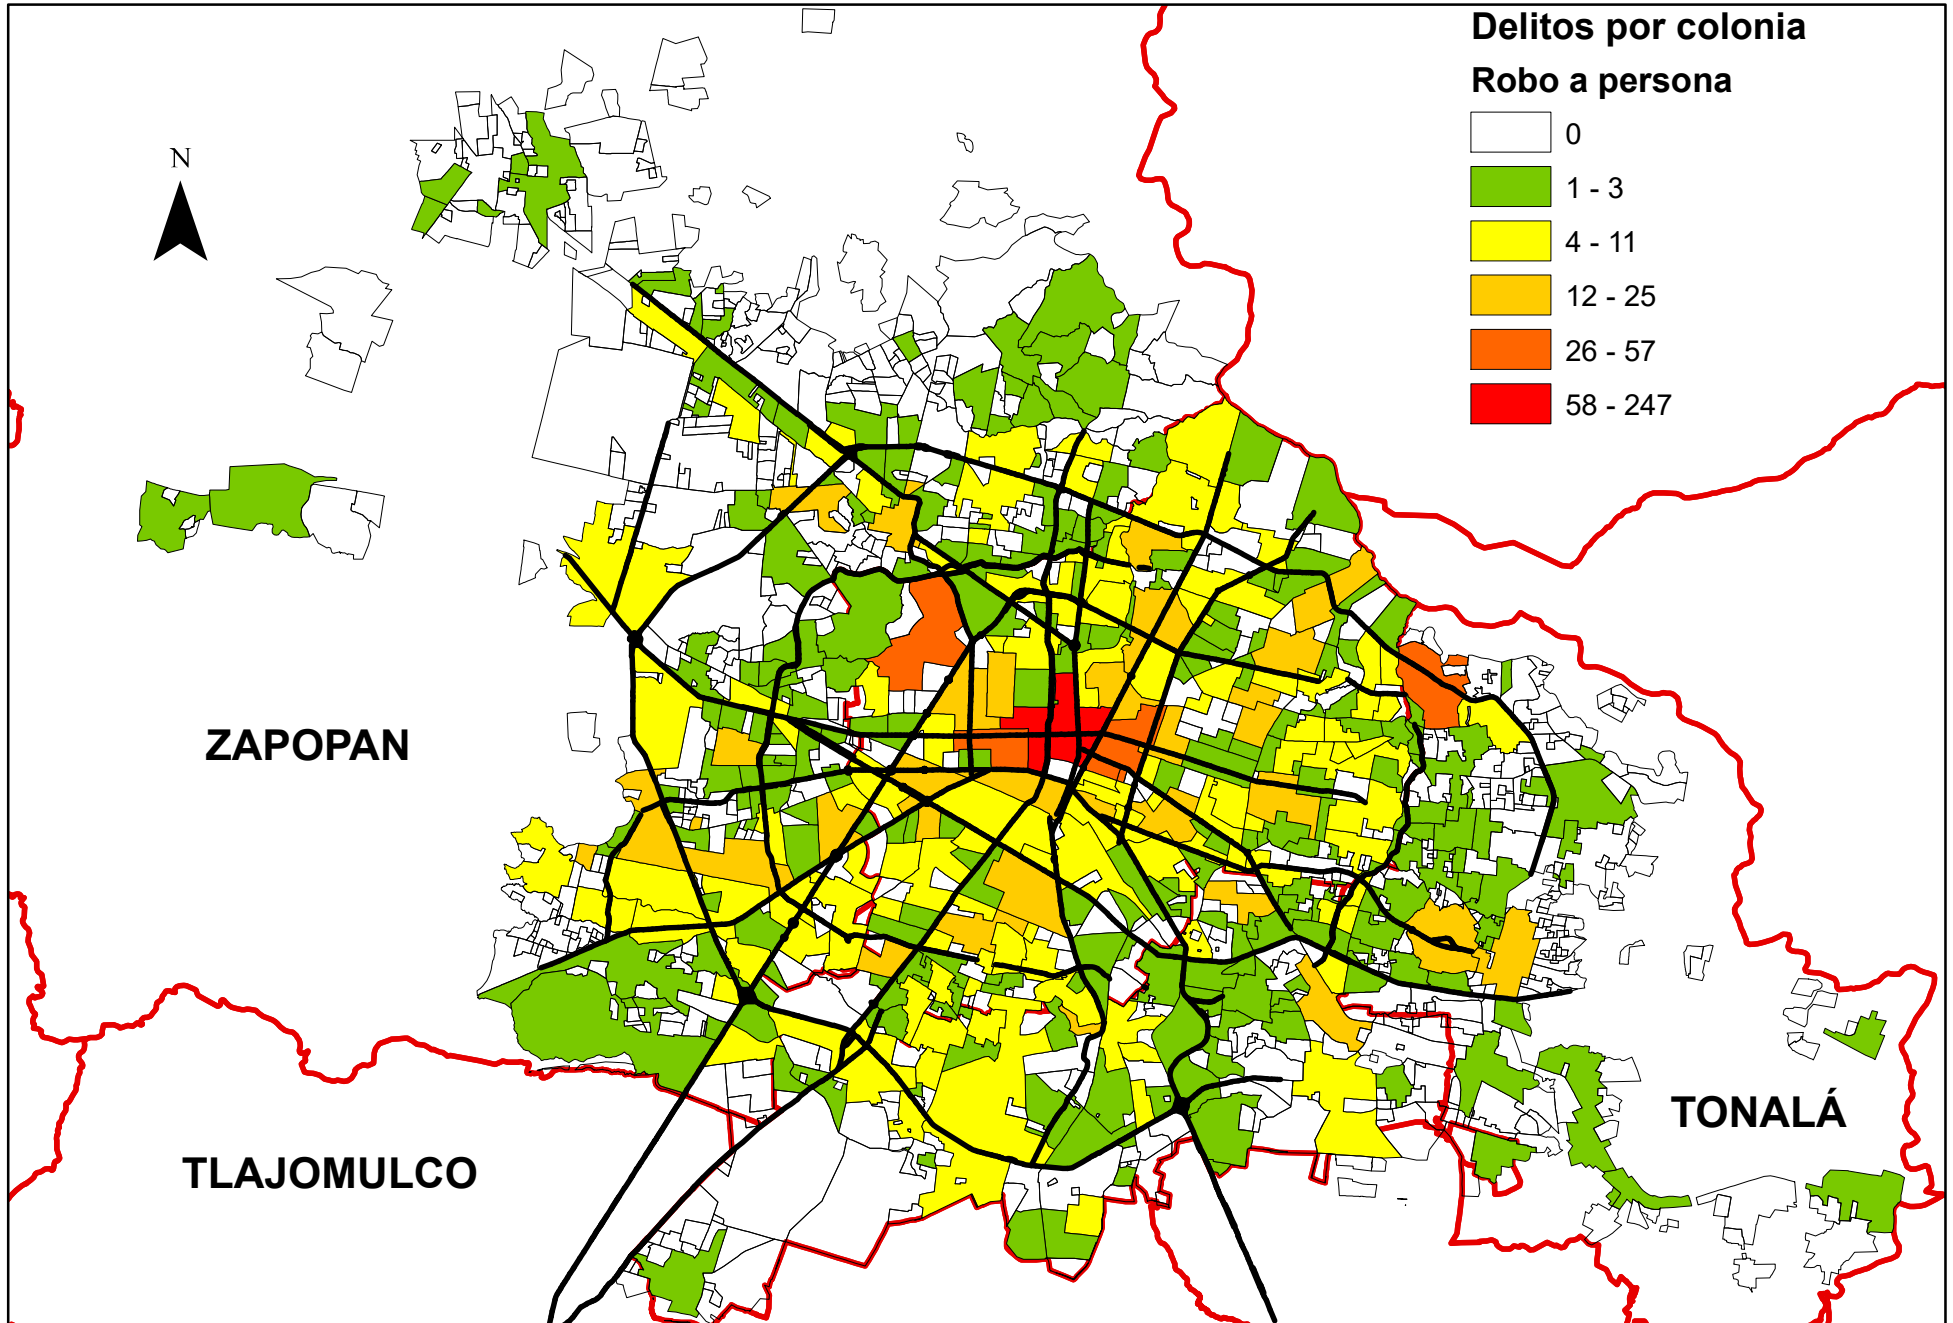 Delitos por colonia
Robo a persona
0
1 - 3
4 - 11
12 - 25
26 - 57
58 - 247
N
ZAPOPAN
TONALÁ
TLAJOMULCO